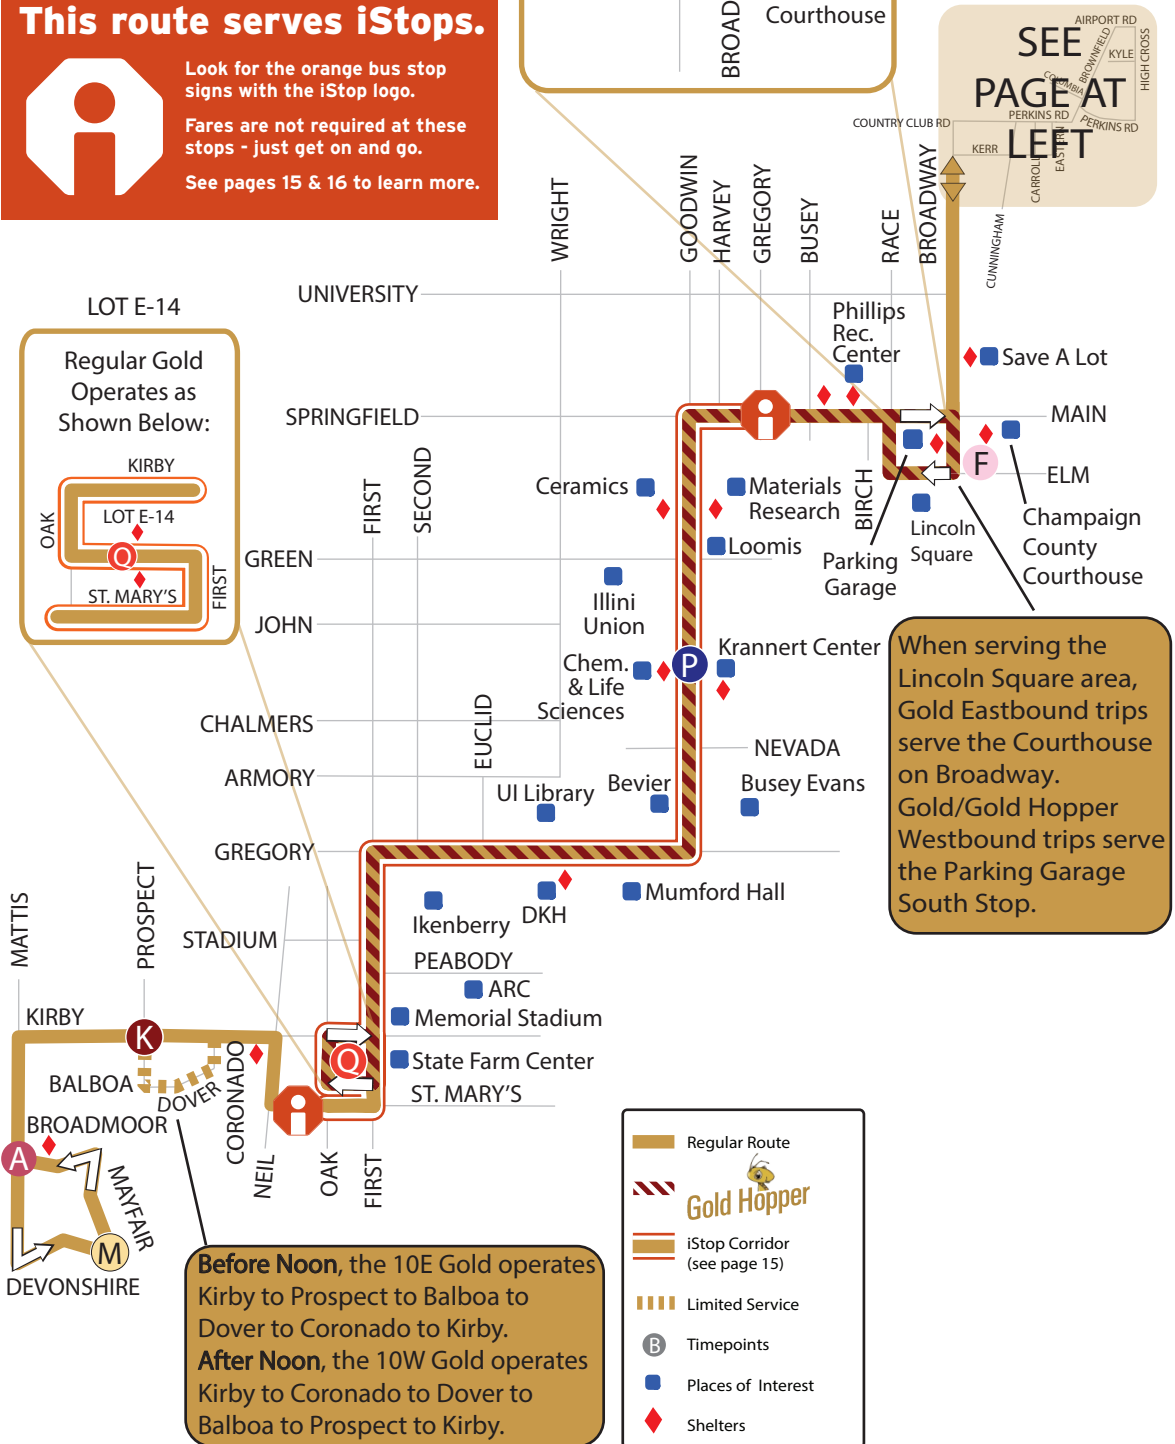 This route serves iStops.
Look for the orange bus stop
signs with the iStop logo.
Fares are not required at these
stops - just get on and go.
See pages 15 & 16 to learn more.
BROAD
Courthouse
SEE
PAGE AT
LEFT
AIRPORT RD
BROWNFIELD
KYLE
HIGH CROSS
COLUMBIA
PERKINS RD
PERKINS RD
COUNTRY CLUB RD
KERR
CARROLL
EASTERN
CUNNINGHAM
WRIGHT
GOODWIN
HARVEY
GREGORY
BUSEY
RACE
BROADWAY
UNIVERSITY
LOT E-14
Regular Gold
Operates as
Shown Below:
KIRBY
OAK
LOT E-14
Q
ST. MARY'S
FIRST
Phillips
Rec.
Center
Save A Lot
SPRINGFIELD
MAIN
F
ELM
FIRST
SECOND
Ceramics
Materials
Research
BIRCH
Loomis
Parking
Garage
Lincoln
Square
Champaign
County
Courthouse
GREEN
Illini
Union
JOHN
Krannert Center
P
Chem.
& Life
Sciences
CHALMERS
EUCLID
NEVADA
ARMORY
UI Library
Bevier
Busey Evans
When serving the
Lincoln Square area,
Gold Eastbound trips
serve the Courthouse
on Broadway.
Gold/Gold Hopper
Westbound trips serve
the Parking Garage
South Stop.
GREGORY
Mumford Hall
DKH
Ikenberry
MATTIS
PROSPECT
STADIUM
PEABODY
ARC
Memorial Stadium
KIRBY
K
Q
State Farm Center
BALBOA
DOVER
CORONADO
ST. MARY'S
BROADMOOR
A
MAYFAIR
NEIL
OAK
FIRST
M
DEVONSHIRE
Before Noon, the 10E Gold operates
Kirby to Prospect to Balboa to
Dover to Coronado to Kirby.
After Noon, the 10W Gold operates
Kirby to Coronado to Dover to
Balboa to Prospect to Kirby.
Regular Route
Gold Hopper
iStop Corridor
(see page 15)
Limited Service
B
Timepoints
Places of Interest
Shelters